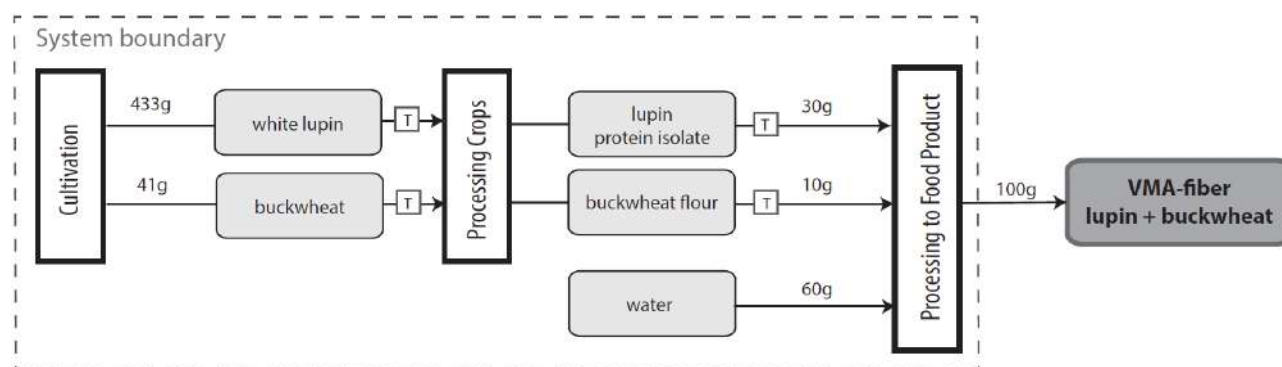 System boundary
Cultivation
433g
white lupin
T
41g
buckwheat
T
Processing Crops
lupin
protein isolate
T
30g
buckwheat flour
T
10g
water
60g
Processing to Food Product
100g
VMA-fiber
lupin + buckwheat